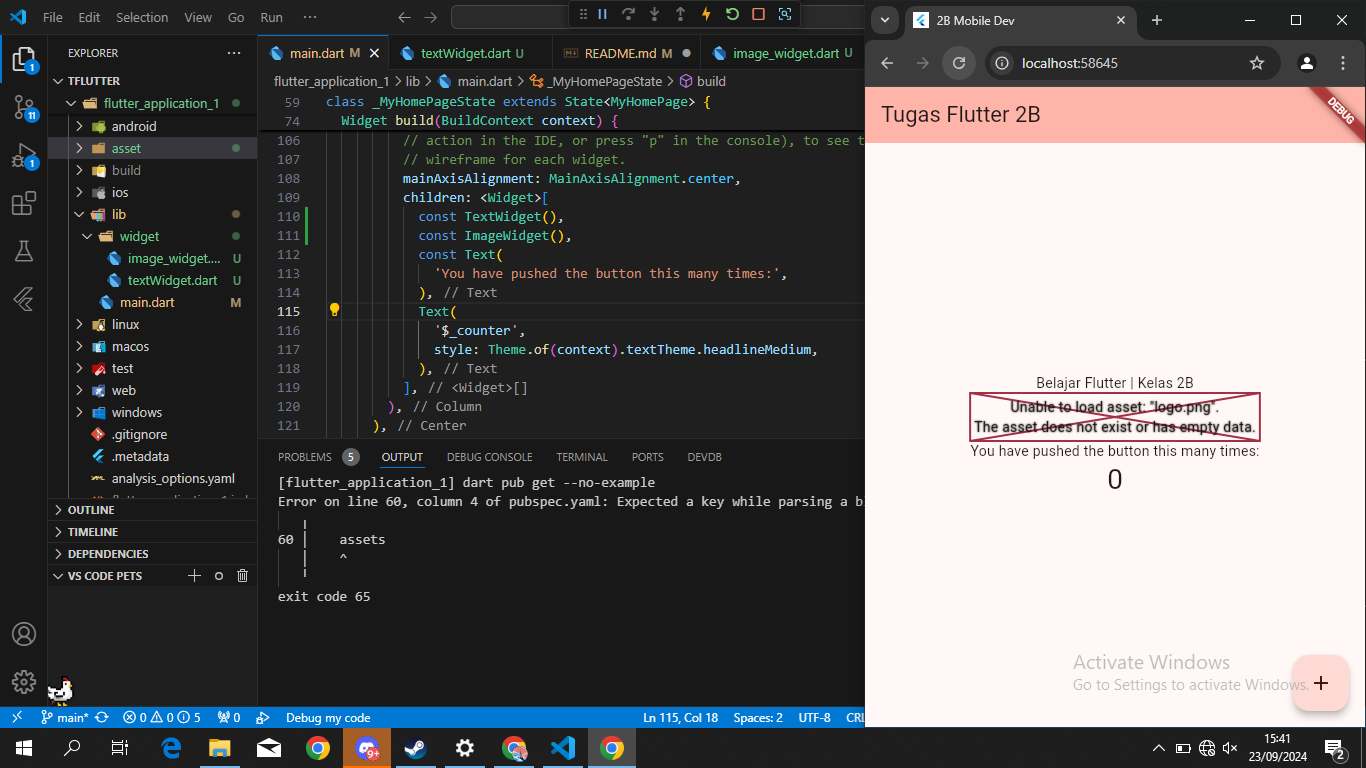 File Edit Selection View Go Run ···
EXPLORER ···
TFLUTTER
flutter_application_1
android
asset
build
ios
lib
widget
image_widget.... U
textWidget.dart U
main.dart M
linux
macos
test
web
windows
.gitignore
.metadata
analysis_options.yaml
OUTLINE
TIMELINE
DEPENDENCIES
VS CODE PETS
1
11
1
main.dart M
textWidget.dart U
README.md M
image_widget.dart U
flutter_application_1 > lib > main.dart > _MyHomePageState > build
59 class _MyHomePageState extends State<MyHomePage> {
74 Widget build(BuildContext context) {
106 // action in the IDE, or press "p" in the console), to see t
107 // wireframe for each widget.
108 mainAxisAlignment: MainAxisAlignment.center,
109 children: <Widget>[
110 const TextWidget(),
111 const ImageWidget(),
112 const Text(
113 'You have pushed the button this many times:',
114 ), // Text
115 Text(
116 '$_counter',
117 style: Theme.of(context).textTheme.headlineMedium,
118 ), // Text
119 ], // <Widget>[]
120 ), // Column
121 ), // Center
PROBLEMS 5 OUTPUT DEBUG CONSOLE TERMINAL PORTS DEVDB
[flutter_application_1] dart pub get --no-example
Error on line 60, column 4 of pubspec.yaml: Expected a key while parsing a b
60 │ assets
│ ^
exit code 65
main* 0 0 5 0 Debug my code Ln 115, Col 18 Spaces: 2 UTF-8 CRL
2B Mobile Dev
localhost:58645
Tugas Flutter 2B
DEBUG
Belajar Flutter | Kelas 2B
Unable to load asset: "logo.png".
The asset does not exist or has empty data.
You have pushed the button this many times:
0
+
Activate Windows
Go to Settings to activate Windows.
9+
15:41
23/09/2024
2